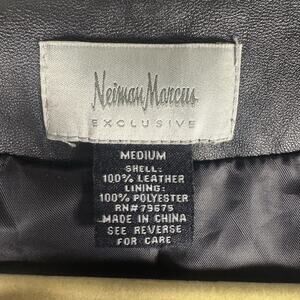 Neiman Marcus
EXCLUSIVE
MEDIUM
SHELL:
100% LEATHER
LINING:
100% POLYESTER
RN#79675
MADE IN CHINA
SEE REVERSE
FOR CARE